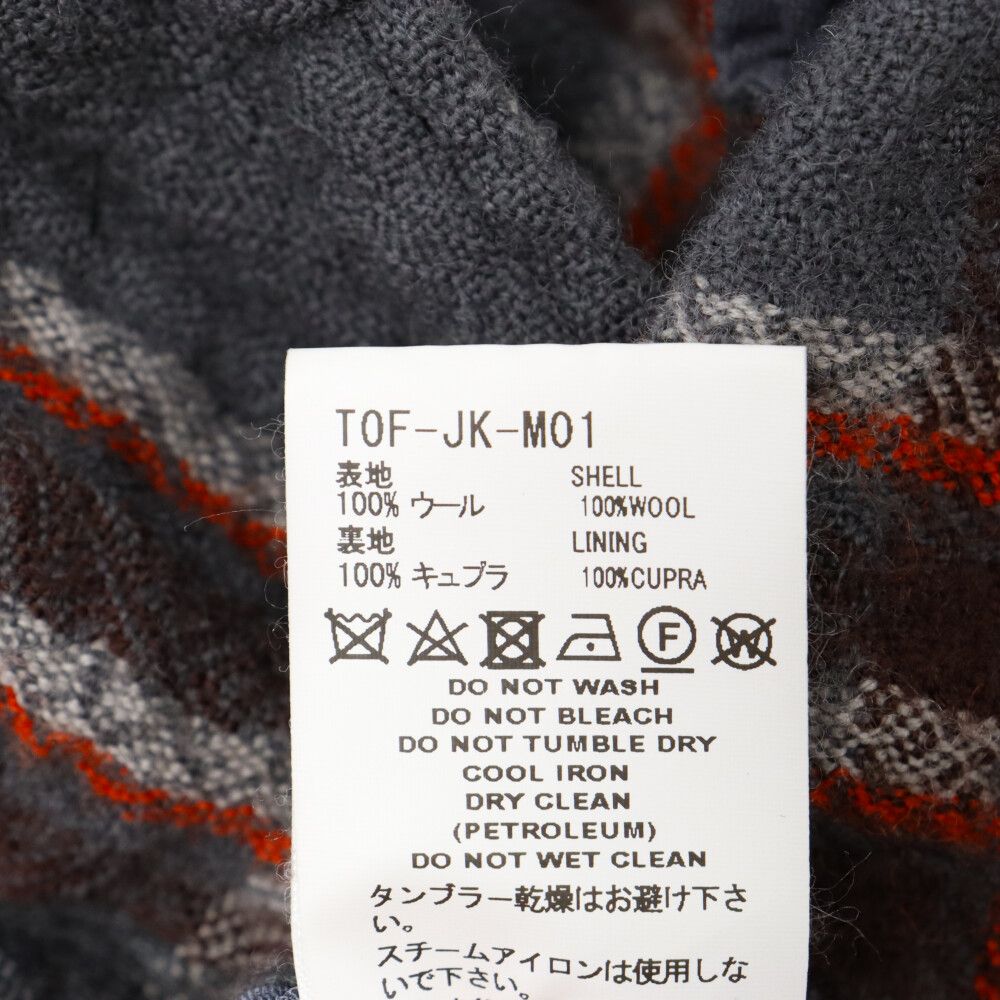 TOF-JK-M01
表地 SHELL
100% ウール 100%WOOL
裏地 LINING
100% キュプラ 100%CUPRA
F W
DO NOT WASH
DO NOT BLEACH
DO NOT TUMBLE DRY
COOL IRON
DRY CLEAN
(PETROLEUM)
DO NOT WET CLEAN
タンブラー乾燥はお避け下さ
い。
スチームアイロンは使用しな
いで下さい。